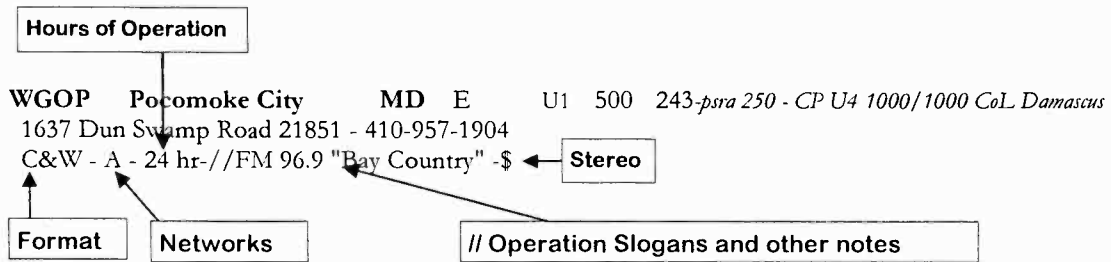 Hours of Operation
WGOP Pocomoke City MD E U1 500 243-psra 250 - CP U4 1000/1000 CoL Damascus
1637 Dun Swamp Road 21851 - 410-957-1904
C&W - A - 24 hr-//FM 96.9 "Bay Country" -$
Stereo
Format
Networks
// Operation Slogans and other notes